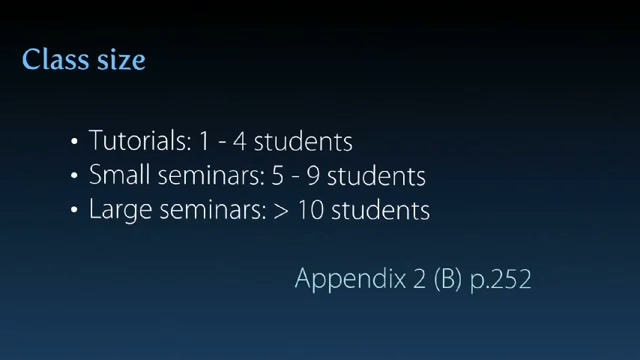 Class size
• Tutorials: 1 - 4 students
• Small seminars: 5 - 9 students
• Large seminars: > 10 students
Appendix 2 (B) p.252